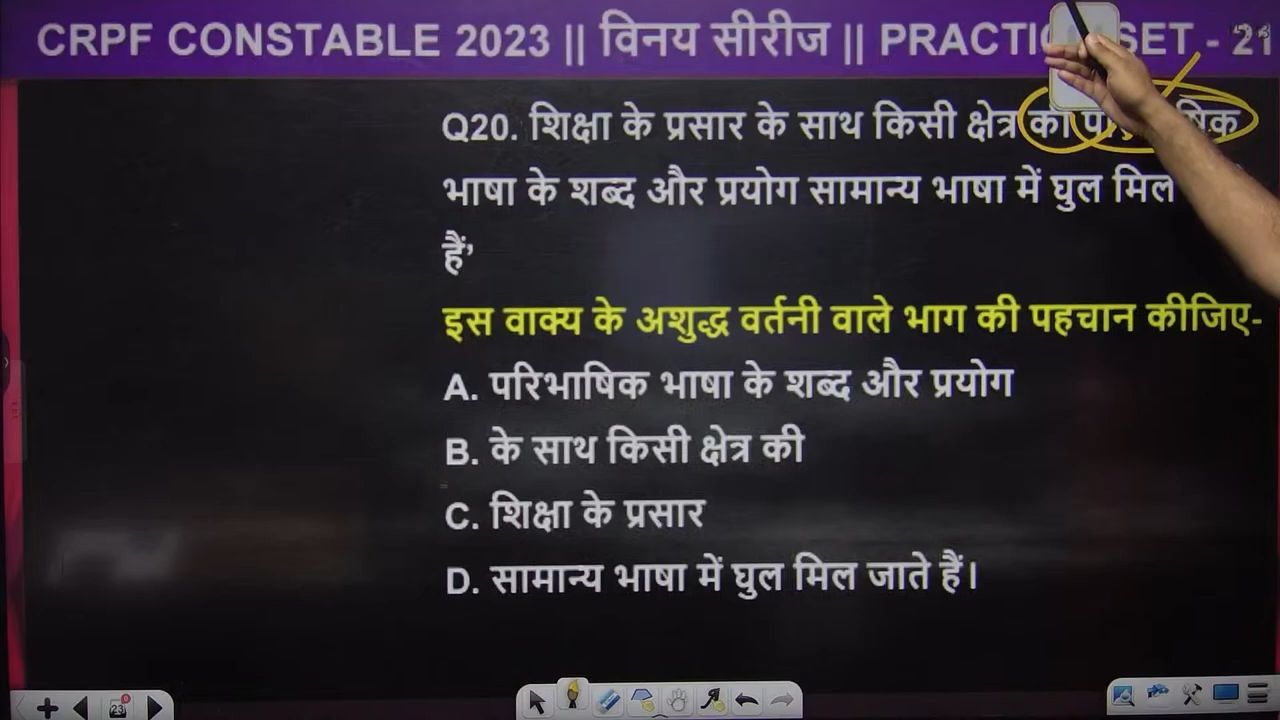 CRPF CONSTABLE 2023 || विनय सीरीज || SET - 21
Q20. शिक्षा के प्रसार के साथ किसी क्षेत्र की
भाषा के शब्द और प्रयोग सामान्य भाषा में घुल मिल
हैं’
इस वाक्य के अशुद्ध वर्तनी वाले भाग की पहचान कीजिए-
A. परिभाषिक भाषा के शब्द और प्रयोग
B. के साथ किसी क्षेत्र की
C. शिक्षा के प्रसार
D. सामान्य भाषा में घुल मिल जाते हैं।
23